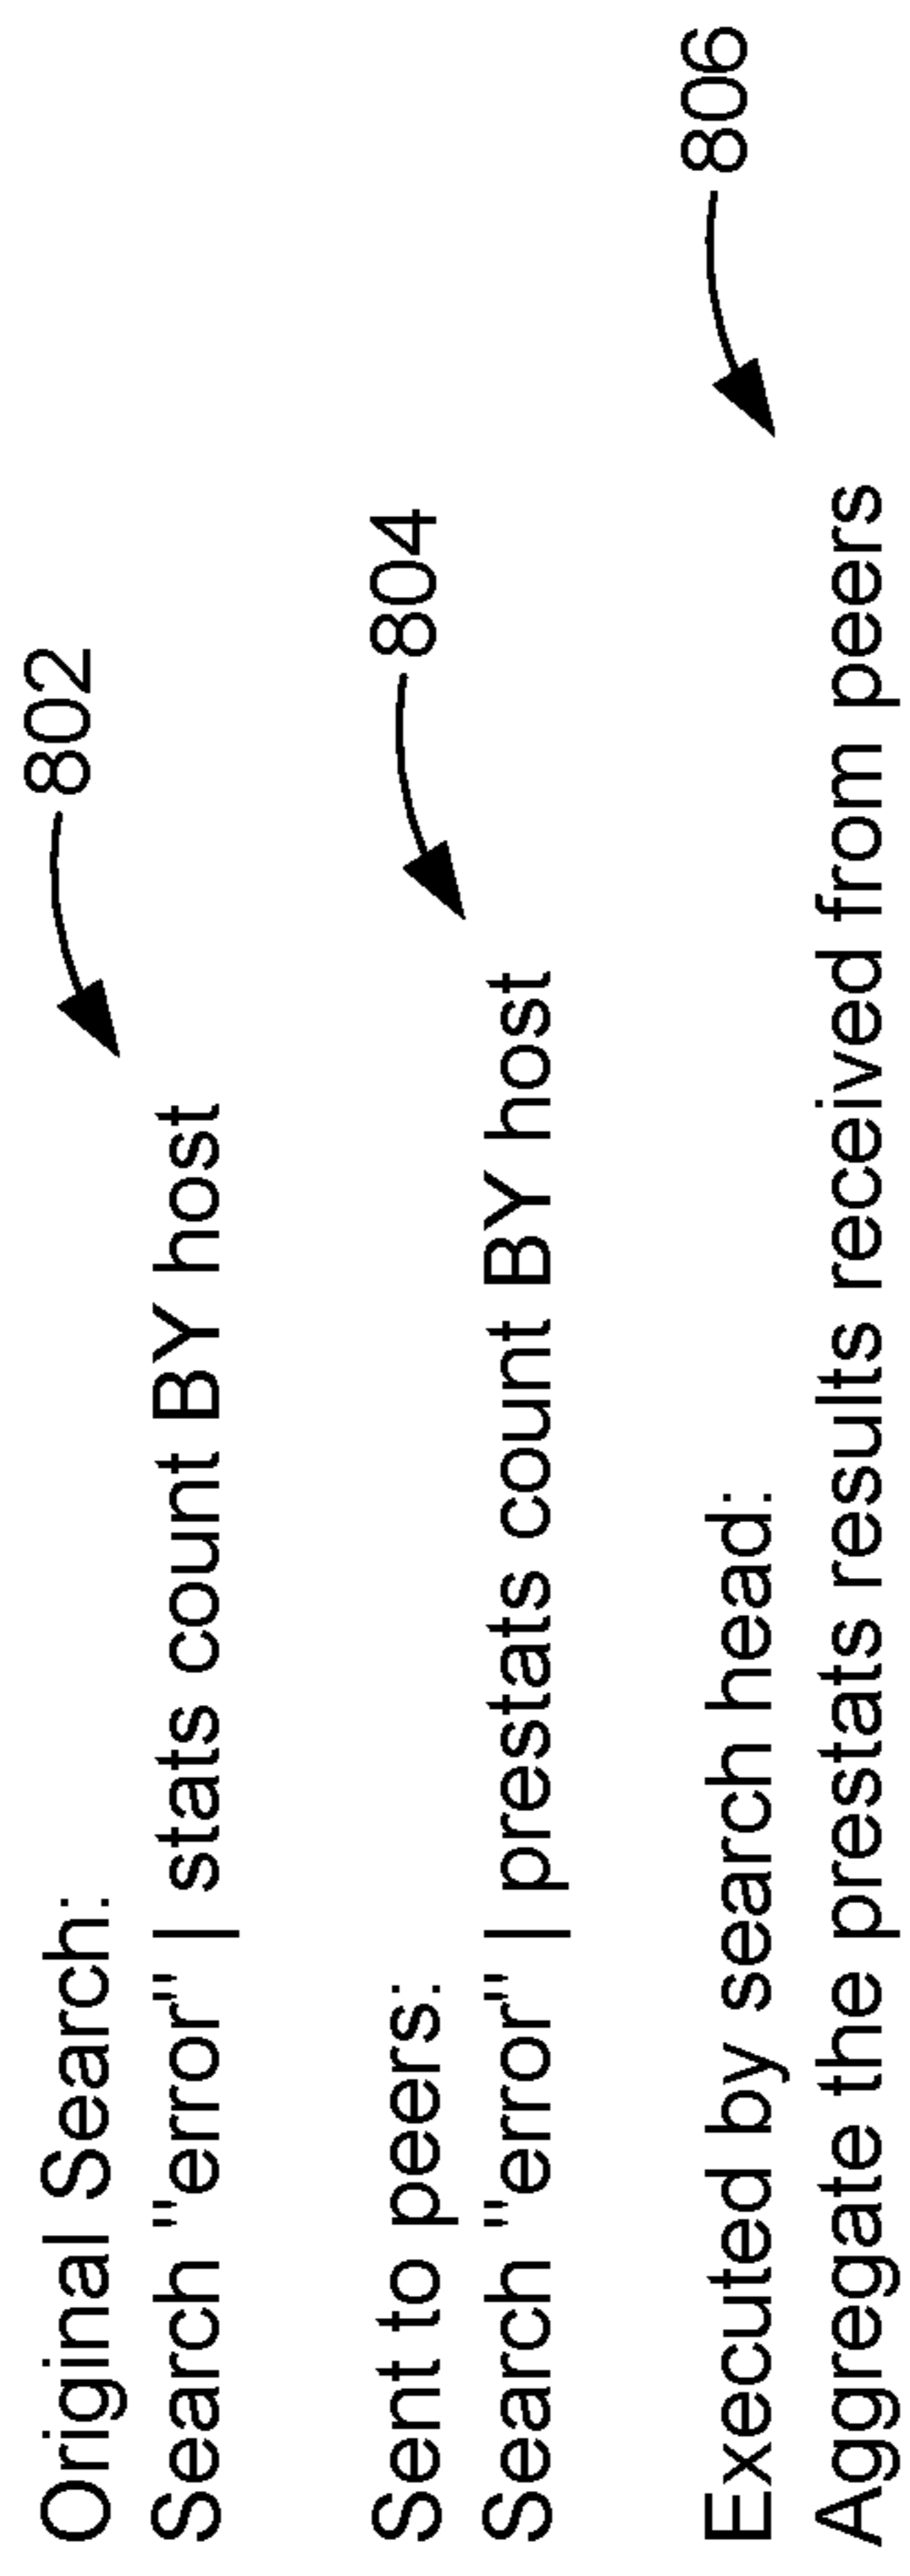 Original Search:
802
Search "error" | stats count BY host
Sent to peers:
804
Search "error" | prestats count BY host
Executed by search head:
806
Aggregate the prestats results received from peers